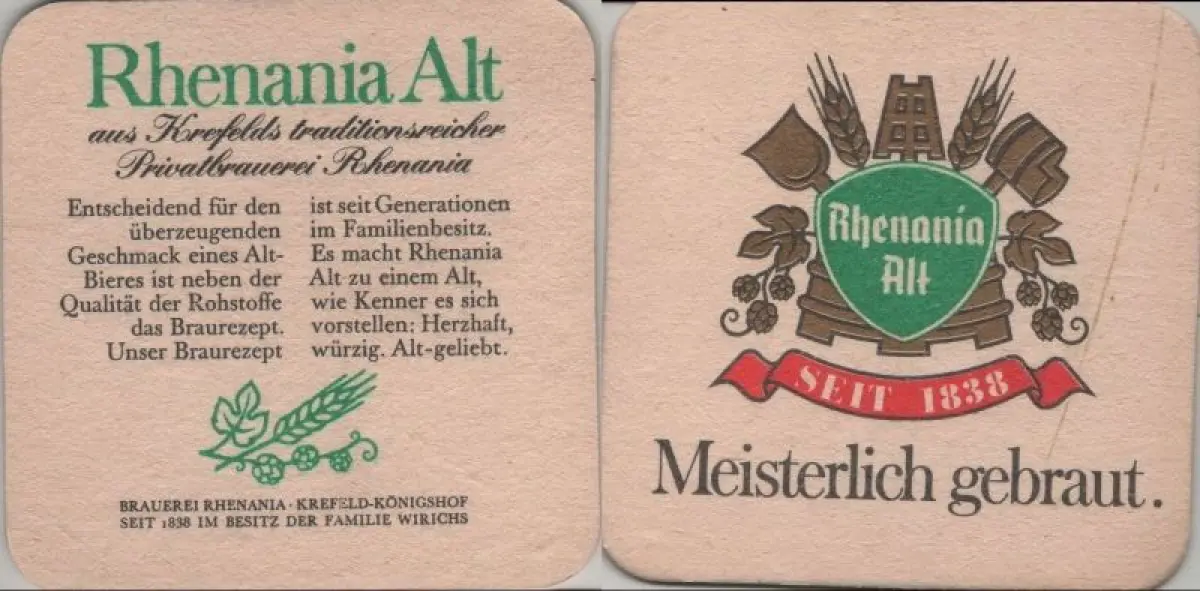 Rhenania Alt
aus Krefelds traditionsreicher
Privatbrauerei Rhenania
Entscheidend für den
überzeugenden
Geschmack eines Alt-
Bieres ist neben der
Qualität der Rohstoffe
das Braurezept.
Unser Braurezept
ist seit Generationen
im Familienbesitz.
Es macht Rhenania
Alt zu einem Alt,
wie Kenner es sich
vorstellen: Herzhaft,
würzig. Alt-geliebt.
BRAUEREI RHENANIA · KREFELD-KÖNIGSHOF
SEIT 1838 IM BESITZ DER FAMILIE WIRICHS
Rhenania
Alt
SEIT 1838
Meisterlich gebraut.